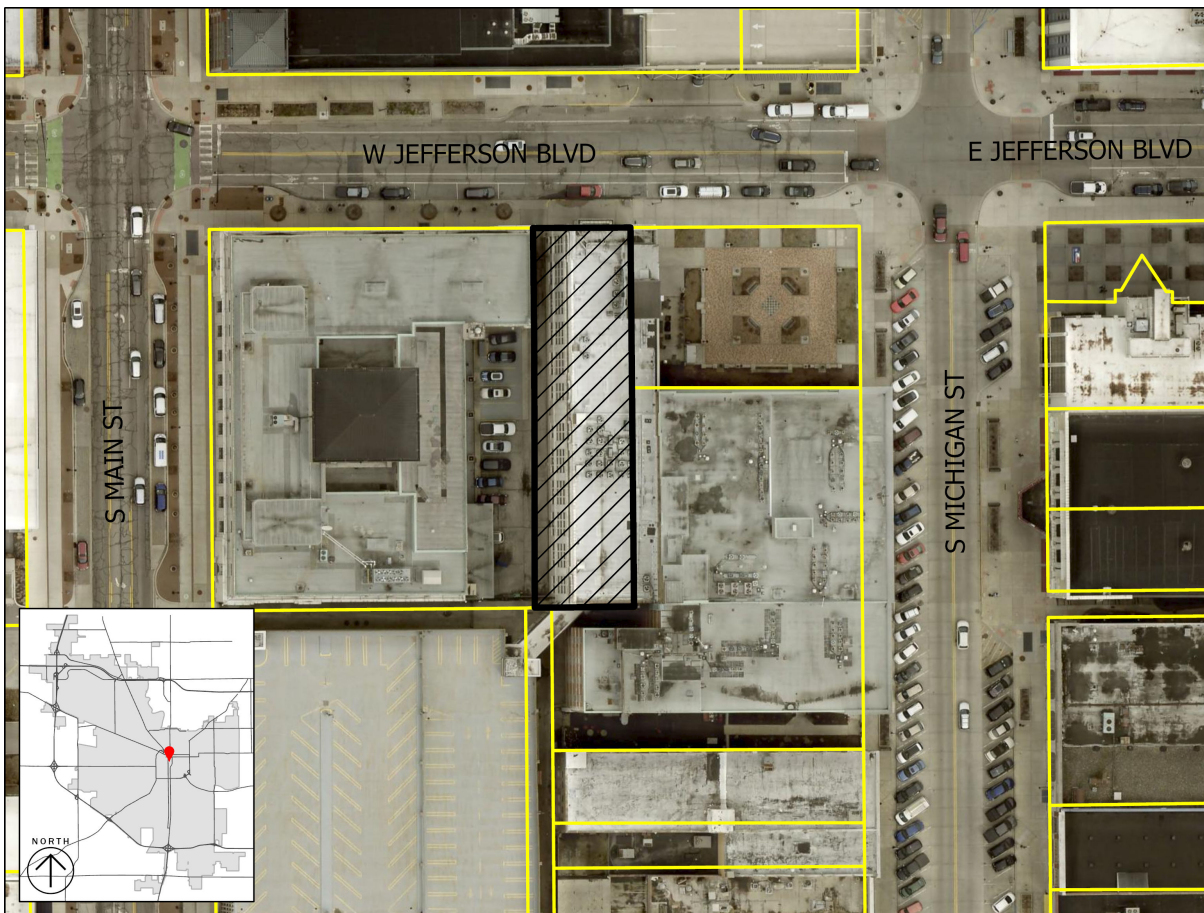 W JEFFERSON BLVD
E JEFFERSON BLVD
S MAIN ST
S MICHIGAN ST
NORTH